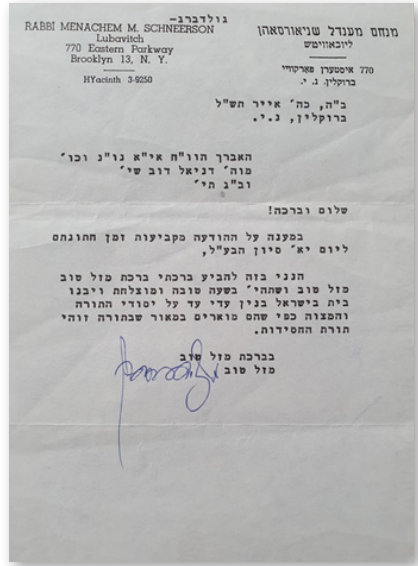 גולדברג-
RABBI MENACHEM M. SCHNEERSON
Lubavitch
770 Eastern Parkway
Brooklyn 13, N. Y.
HYacinth 3-9250
מנחם מענדל שניאורסאהן
ליובאוויטש
770 איסטערן פארקוויי
ברוקלין. נ. י.
ב"ה, כה' אייר תש"ל
ברוקלין, נ.י.
האברך הוו"ח אי"א נו"נ וכו'
מוה' דניאל דוב שי'
וב"ג תי'
שלום וברכה!
במענה על ההודעה מקביעות זמן חתונתם
ליום יא' סיון הבע"ל,
הנני בזה להביע ברכתי ברכת מזל טוב
מזל טוב ושתהי' בשעה טובה ומוצלחת ויבנו
בית בישראל בנין עדי עד על יסודי התורה
והמצוה כפי שהם מוארים במאור שבתורה זוהי
תורת החסידות.
בברכת מזל טוב
מזל טוב